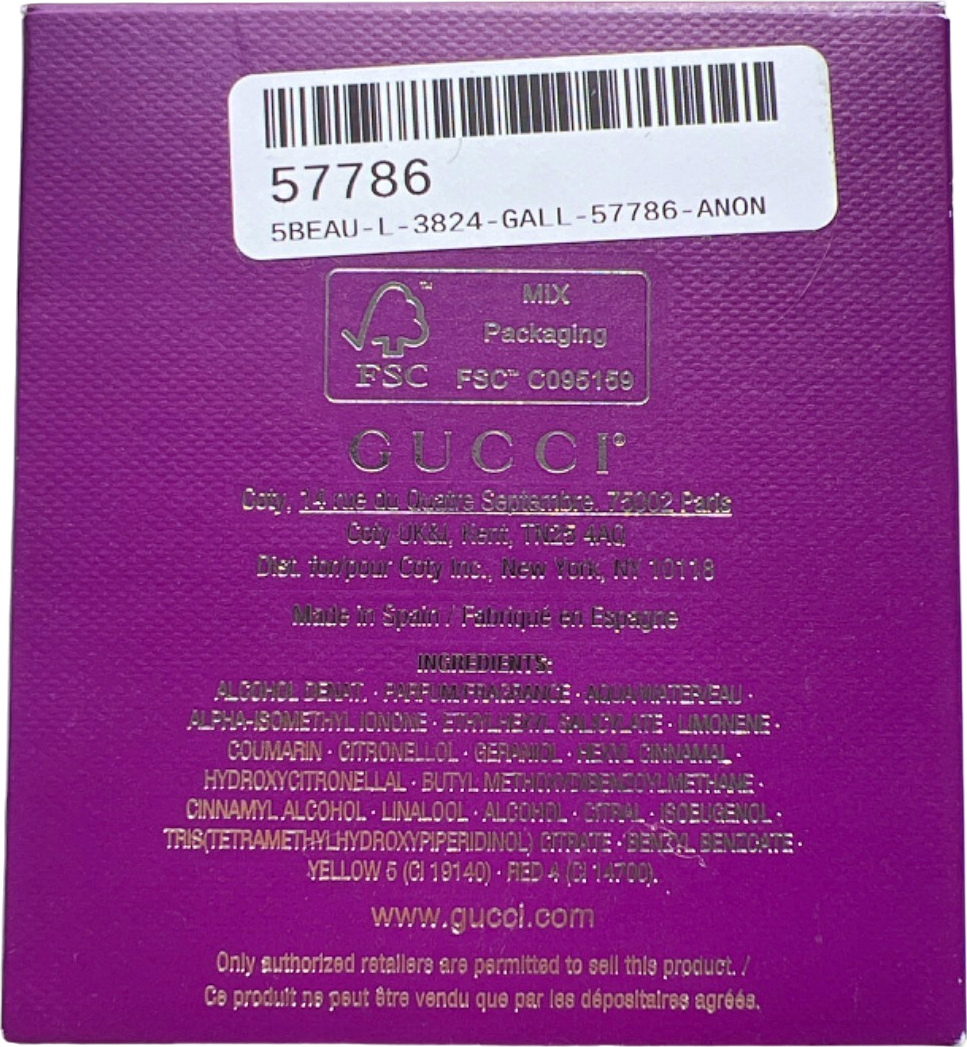 57786
5BEAU-L-3824-GALL-57786-ANON
FSC™
MIX
Packaging
FSC™ C095159
GUCCI®
Coty, 14 rue du Quatre Septembre. 75002 Paris
Coty UK&I, Kent, TN25 4AQ
Dist. for/pour Coty Inc., New York, NY 10118
Made in Spain / Fabriqué en Espagne
INGREDIENTS:
ALCOHOL DENAT. · PARFUM/FRAGRANCE · AQUA/WATER/EAU ·
ALPHA-ISOMETHYL IONONE · ETHYLHEXYL SALICYLATE · LIMONENE ·
COUMARIN · CITRONELLOL · GERANIOL · HEXYL CINNAMAL ·
HYDROXYCITRONELLAL · BUTYL METHOXYDIBENZOYLMETHANE ·
CINNAMYL ALCOHOL · LINALOOL · ALCOHOL · CITRAL · ISOEUGENOL ·
TRIS(TETRAMETHYLHYDROXYPIPERIDINOL) CITRATE · BENZYL BENZOATE ·
YELLOW 5 (CI 19140) · RED 4 (CI 14700).
www.gucci.com
Only authorized retailers are permitted to sell this product. /
Ce produit ne peut être vendu que par les dépositaires agréés.